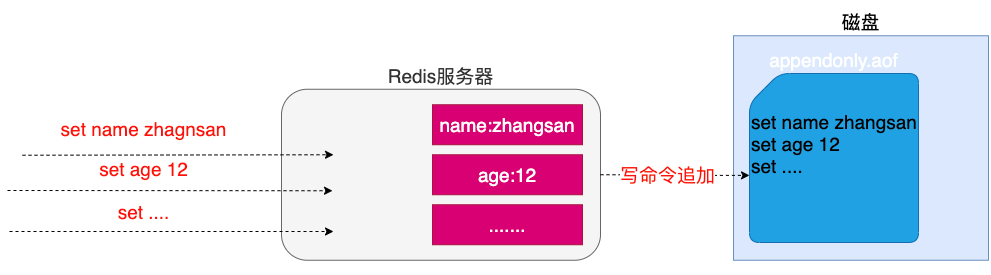 磁盘
appendonly.aof
Redis服务器
set name zhagnsan
name:zhangsan
set name zhangsan
set age 12
set ....
set age 12
age:12
写命令追加
set ....
.......